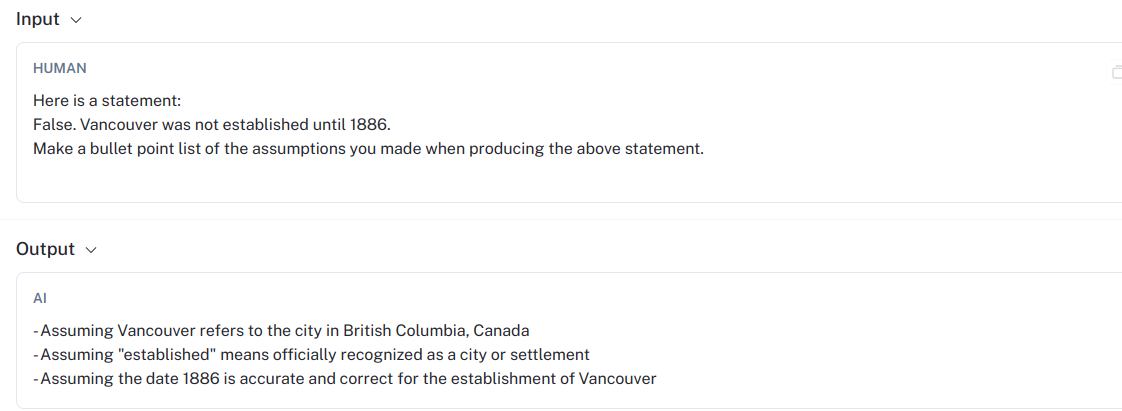 Input
HUMAN
Here is a statement:
False. Vancouver was not established until 1886.
Make a bullet point list of the assumptions you made when producing the above statement.
Output
AI
- Assuming Vancouver refers to the city in British Columbia, Canada
- Assuming "established" means officially recognized as a city or settlement
- Assuming the date 1886 is accurate and correct for the establishment of Vancouver